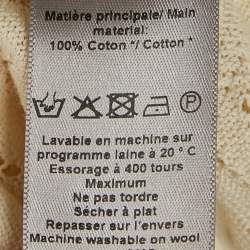 Matière principale/ Main
material:
100% Coton */ Cotton *
P
Lavable en machine sur
programme laine à 20 ° C
Essorage à 400 tours
Maximum
Ne pas tordre
Sécher à plat
Repasser sur l'envers
Machine washable on wool